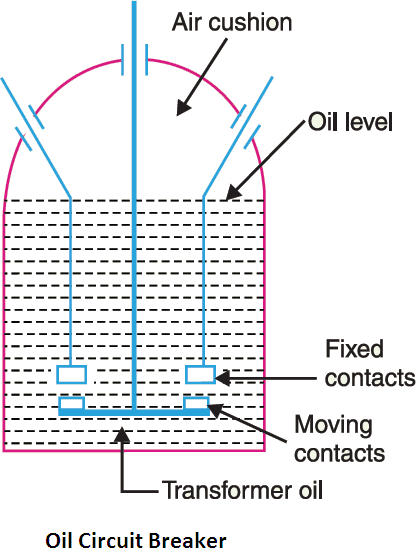 Air cushion
Oil level
Fixed
contacts
Moving
contacts
Transformer oil
Oil Circuit Breaker